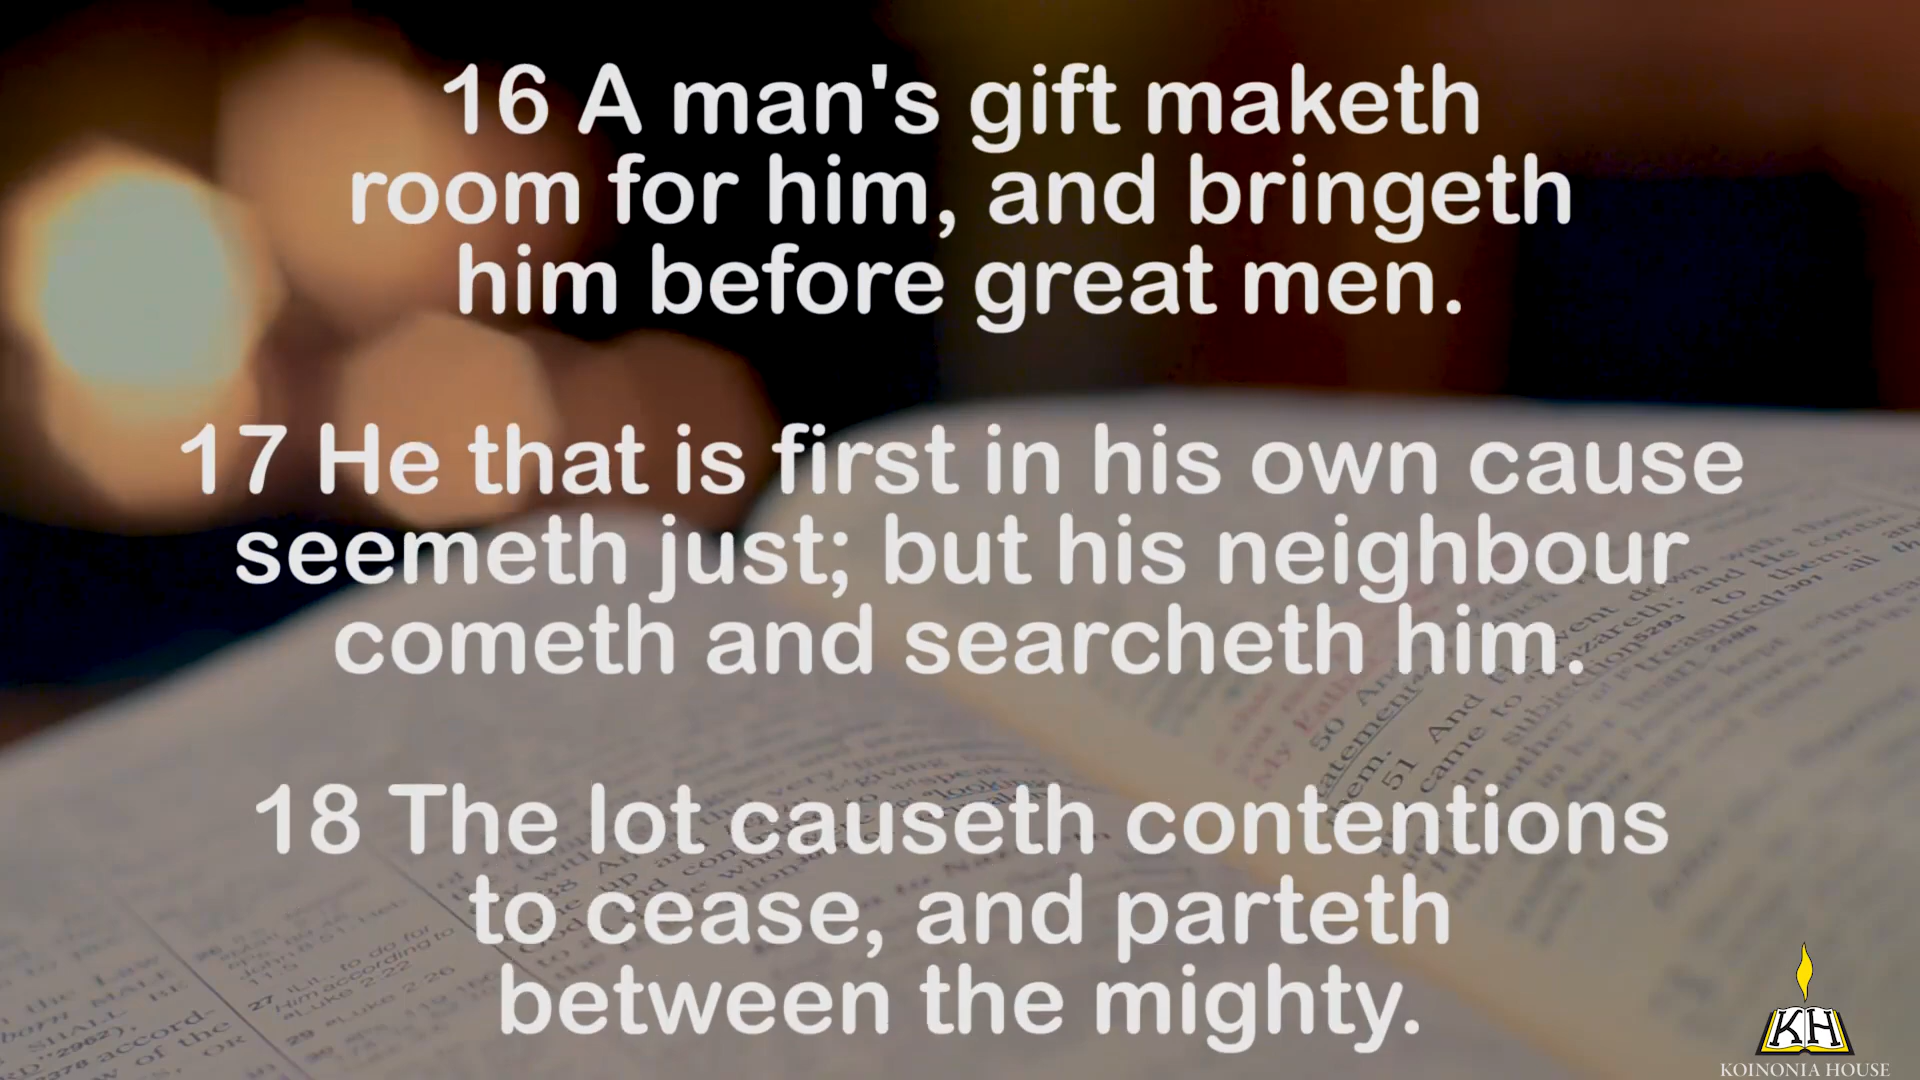 16 A man's gift maketh
room for him, and bringeth
him before great men.
17 He that is first in his own cause
seemeth just; but his neighbour
cometh and searcheth him.
18 The lot causeth contentions
to cease, and parteth
between the mighty.
KH
KOINONIA HOUSE